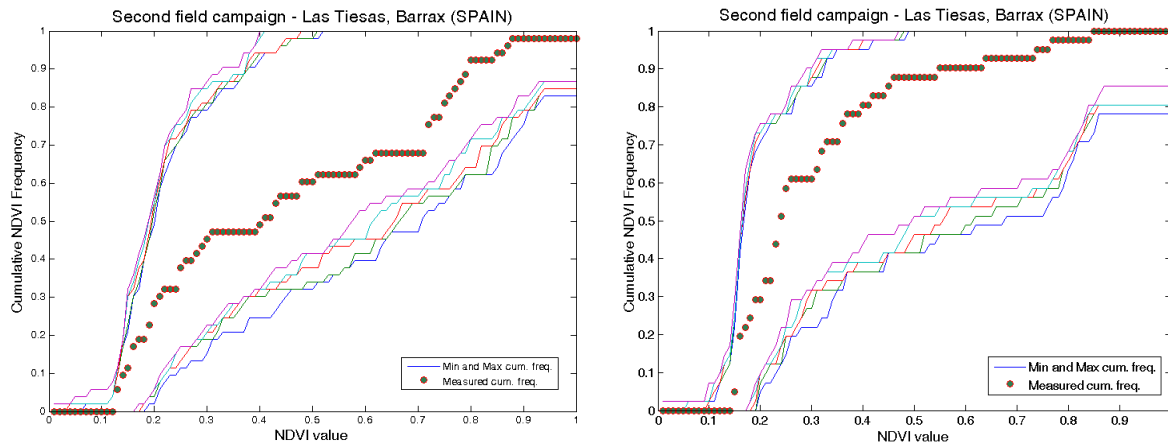 Second field campaign - Las Tiesas, Barrax (SPAIN)
Cumulative NDVI Frequency
1
0.9
0.8
0.7
0.6
0.5
0.4
0.3
0.2
0.1
0
Min and Max cum. freq.
Measured cum. freq.
0 0.1 0.2 0.3 0.4 0.5 0.6 0.7 0.8 0.9 1
NDVI value
Second field campaign - Las Tiesas, Barrax (SPAIN)
Cumulative NDVI Frequency
1
0.9
0.8
0.7
0.6
0.5
0.4
0.3
0.2
0.1
0
Min and Max cum. freq.
Measured cum. freq.
0.1 0.2 0.3 0.4 0.5 0.6 0.7 0.8 0.9
NDVI value